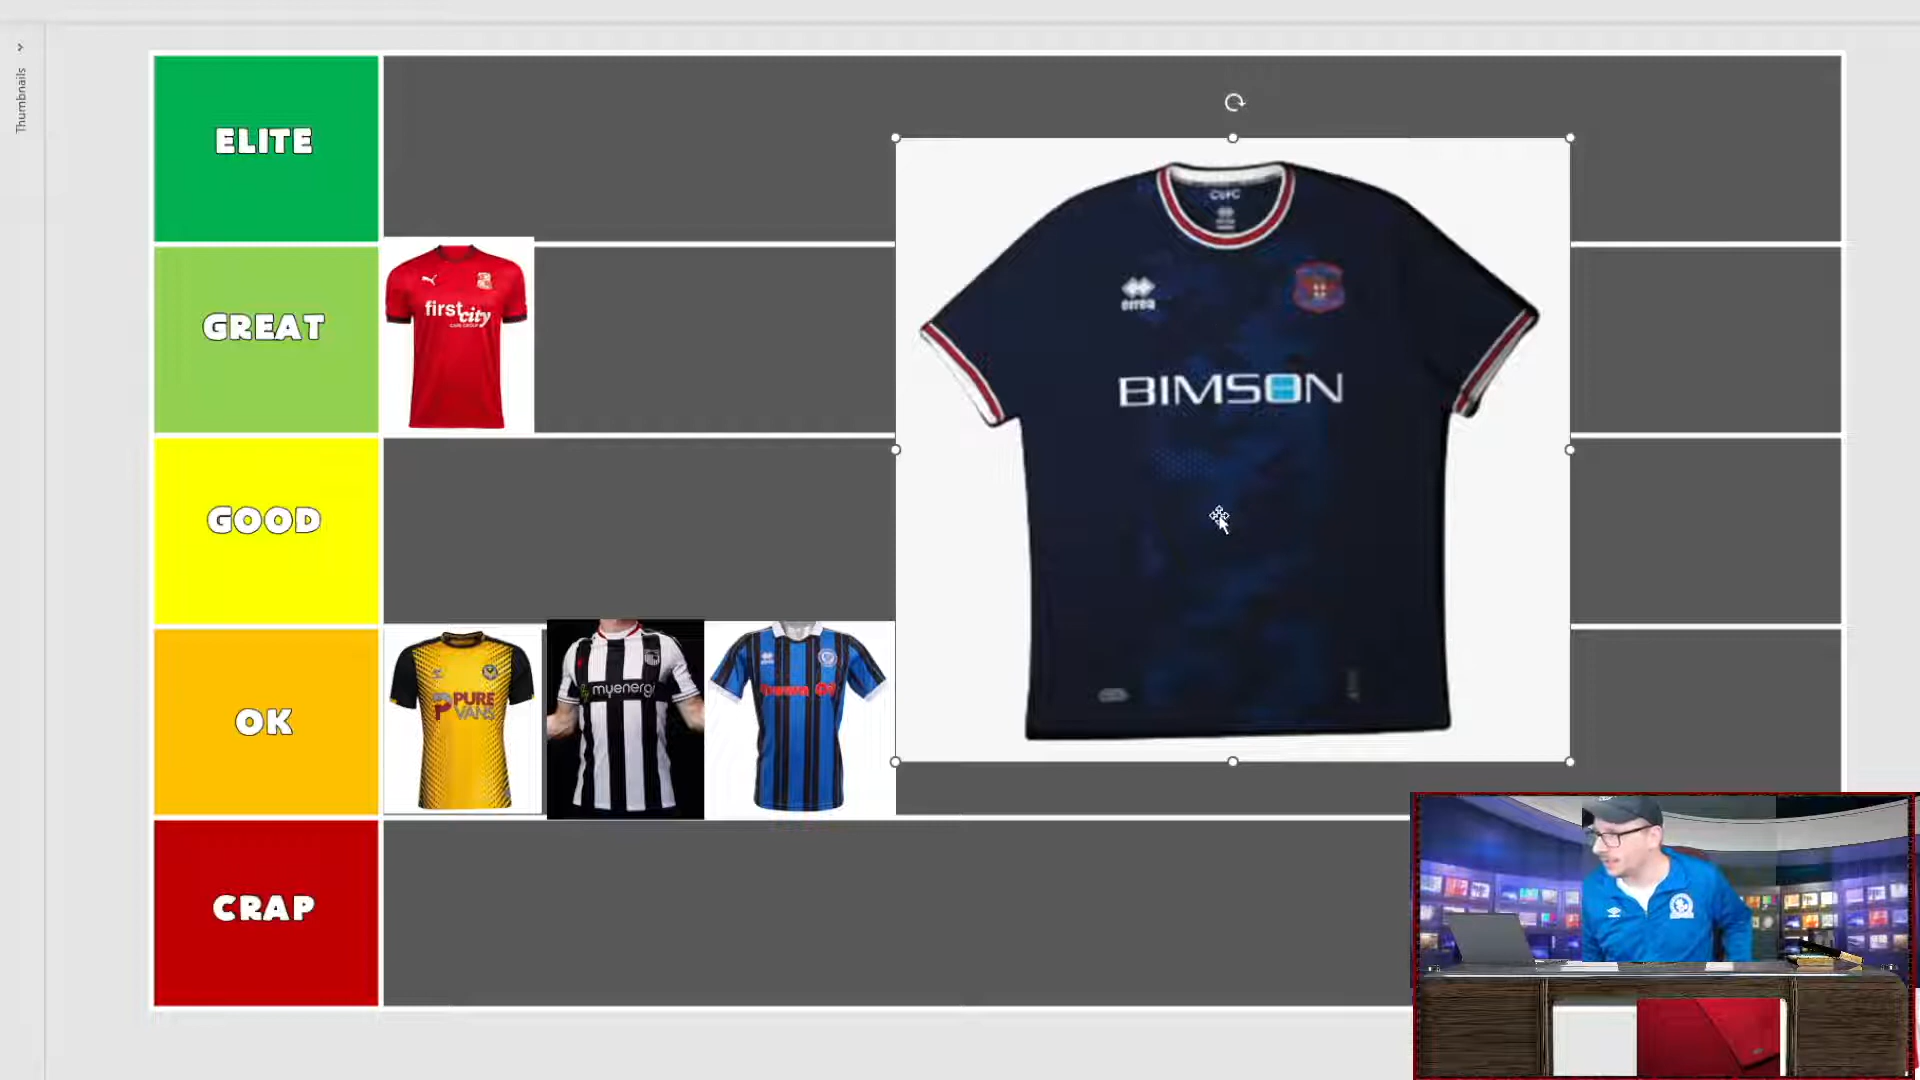 Thumbnails
ELITE
GREAT
GOOD
OK
CRAP
first
city
CUFC
errea
BIMSON
PURE
VANS
myenergi